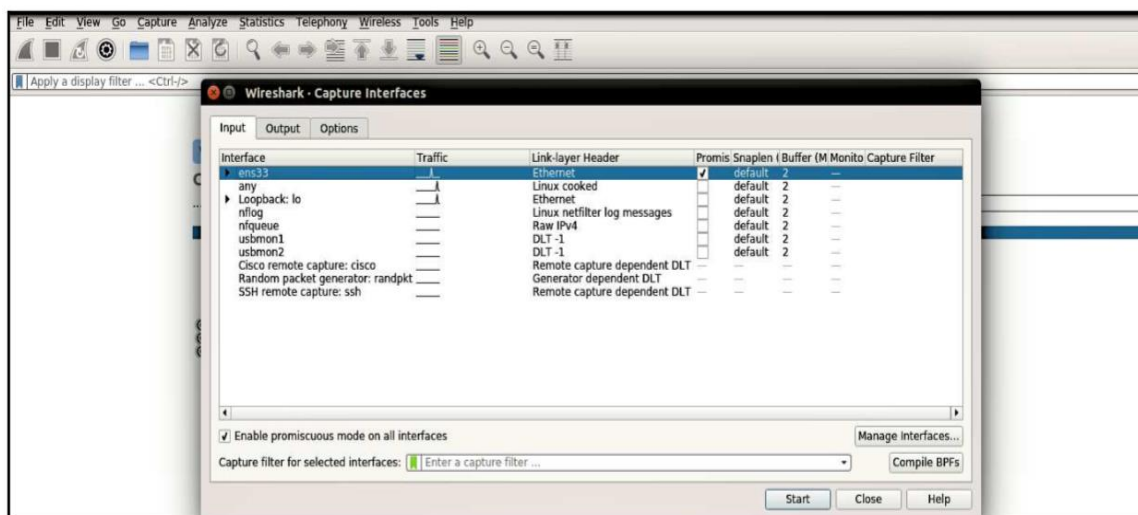 File Edit View Go Capture Analyze Statistics Telephony Wireless Tools Help
Apply a display filter ... <Ctrl-/>
Wireshark · Capture Interfaces
Input Output Options
Interface Traffic Link-layer Header Promis Snaplen ( Buffer (M Monito Capture Filter
ens33 Ethernet default 2 —
any Linux cooked default 2 —
Loopback: lo Ethernet default 2 —
nflog Linux netfilter log messages default 2 —
nfqueue Raw IPv4 default 2 —
usbmon1 DLT -1 default 2 —
usbmon2 DLT -1 default 2 —
Cisco remote capture: cisco Remote capture dependent DLT — — — —
Random packet generator: randpkt Generator dependent DLT — — — —
SSH remote capture: ssh Remote capture dependent DLT — — — —
Enable promiscuous mode on all interfaces Manage Interfaces...
Capture filter for selected interfaces: Enter a capture filter ... Compile BPFs
Start Close Help